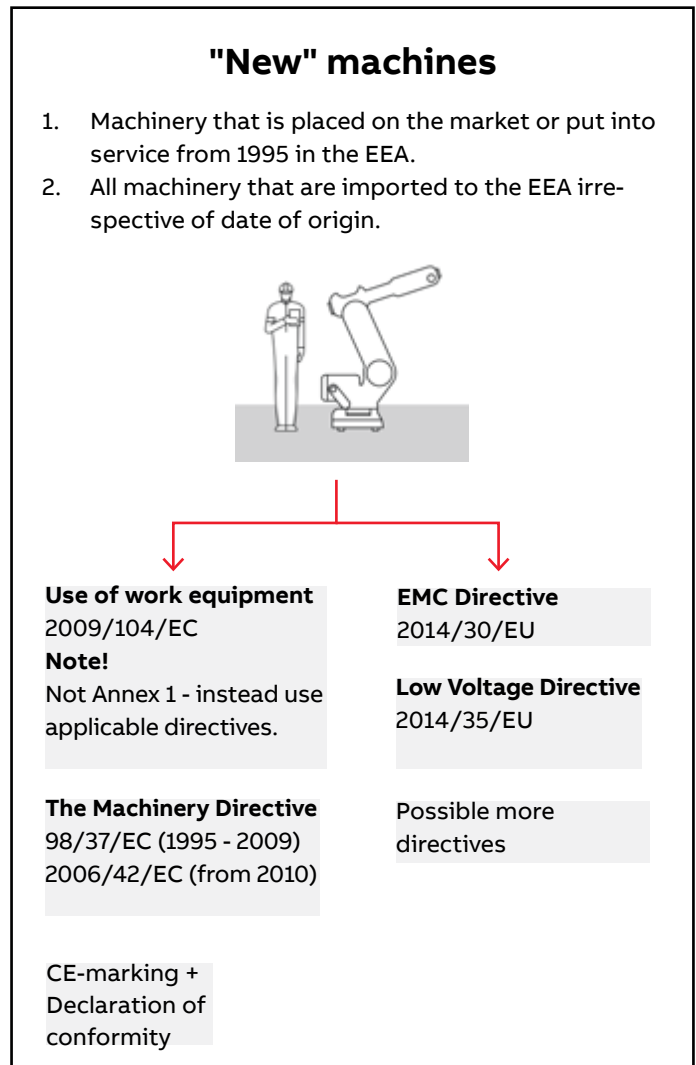 "New" machines
1. Machinery that is placed on the market or put into
service from 1995 in the EEA.
2. All machinery that are imported to the EEA irre-
spective of date of origin.
Use of work equipment
2009/104/EC
Note!
Not Annex 1 - instead use
applicable directives.
The Machinery Directive
98/37/EC (1995 - 2009)
2006/42/EC (from 2010)
CE-marking +
Declaration of
conformity
EMC Directive
2014/30/EU
Low Voltage Directive
2014/35/EU
Possible more
directives